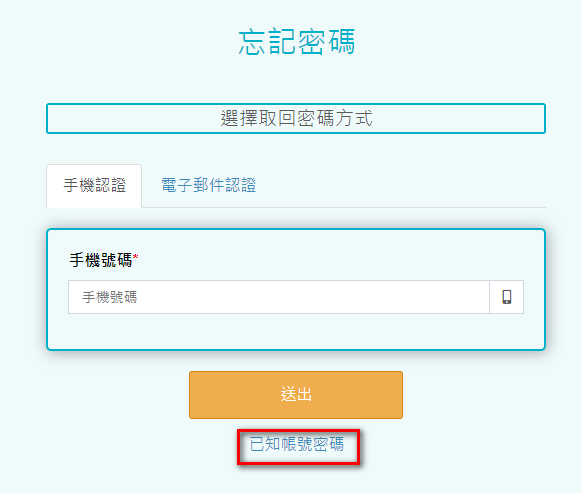 忘記密碼
選擇取回密碼方式
手機認證 電子郵件認證
手機號碼*
手機號碼
送出
已知帳號密碼